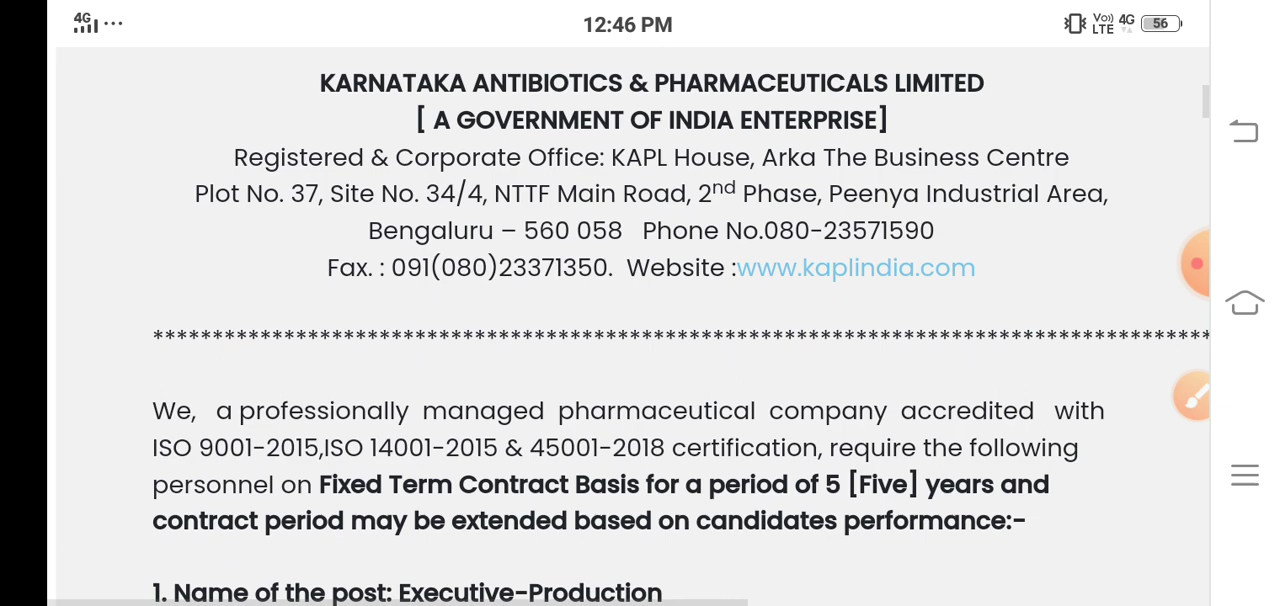 4G 12:46 PM Vo)) LTE 4G 56
KARNATAKA ANTIBIOTICS & PHARMACEUTICALS LIMITED
[ A GOVERNMENT OF INDIA ENTERPRISE]
Registered & Corporate Office: KAPL House, Arka The Business Centre
Plot No. 37, Site No. 34/4, NTTF Main Road, 2nd Phase, Peenya Industrial Area,
Bengaluru – 560 058 Phone No.080-23571590
Fax. : 091(080)23371350. Website :www.kaplindia.com
****************************************************************************************
We, a professionally managed pharmaceutical company accredited with
ISO 9001-2015,ISO 14001-2015 & 45001-2018 certification, require the following
personnel on Fixed Term Contract Basis for a period of 5 [Five] years and
contract period may be extended based on candidates performance:-
1. Name of the post: Executive-Production